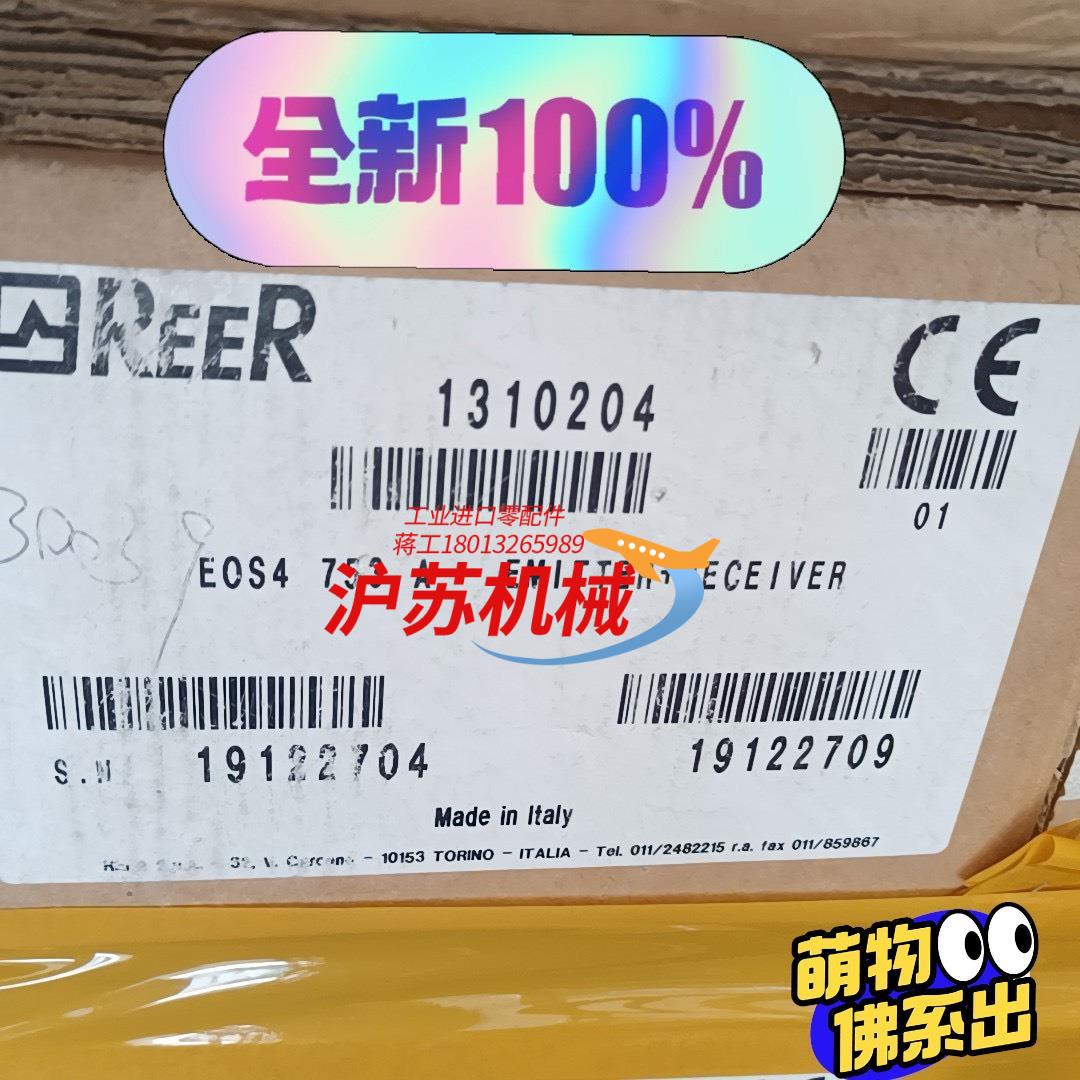 全新100%
REER
1310204
CE
01
工业进口零配件
蒋工18013265989
EOS4
沪苏机械
S.N 19122704
19122709
Made in Italy
10153 TORINO - ITALIA - Tel. 011/2482215 r.a. fax 011/859867
萌物
佛系出